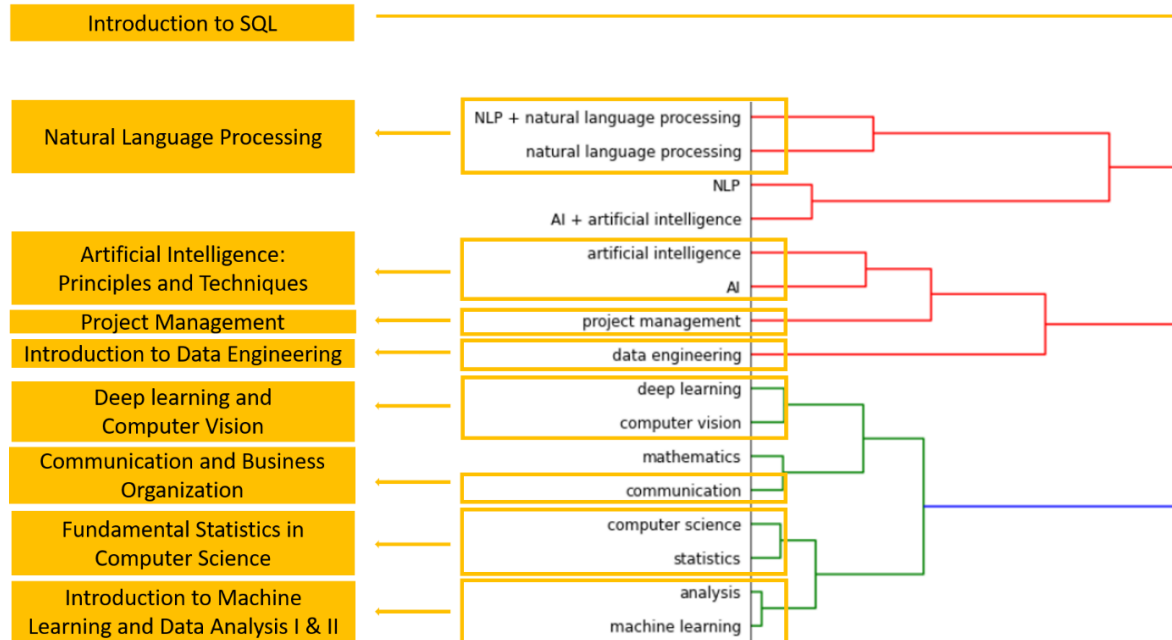 Introduction to SQL
Natural Language Processing
NLP + natural language processing
natural language processing
NLP
AI + artificial intelligence
Artificial Intelligence:
Principles and Techniques
artificial intelligence
AI
Project Management
project management
Introduction to Data Engineering
data engineering
Deep learning and
Computer Vision
deep learning
computer vision
mathematics
Communication and Business
Organization
communication
Fundamental Statistics in
Computer Science
computer science
statistics
Introduction to Machine
Learning and Data Analysis I & II
analysis
machine learning